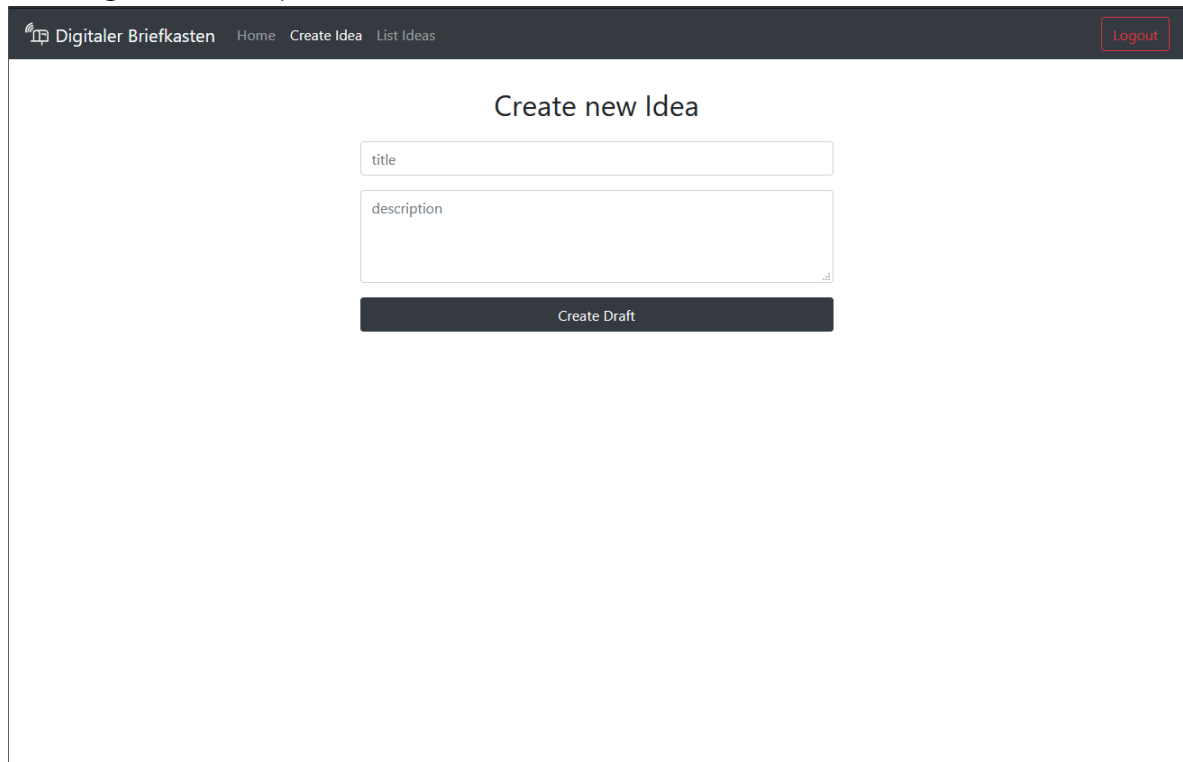 Digitaler Briefkasten Home Create Idea List Ideas Logout
Create new Idea
title
description
Create Draft